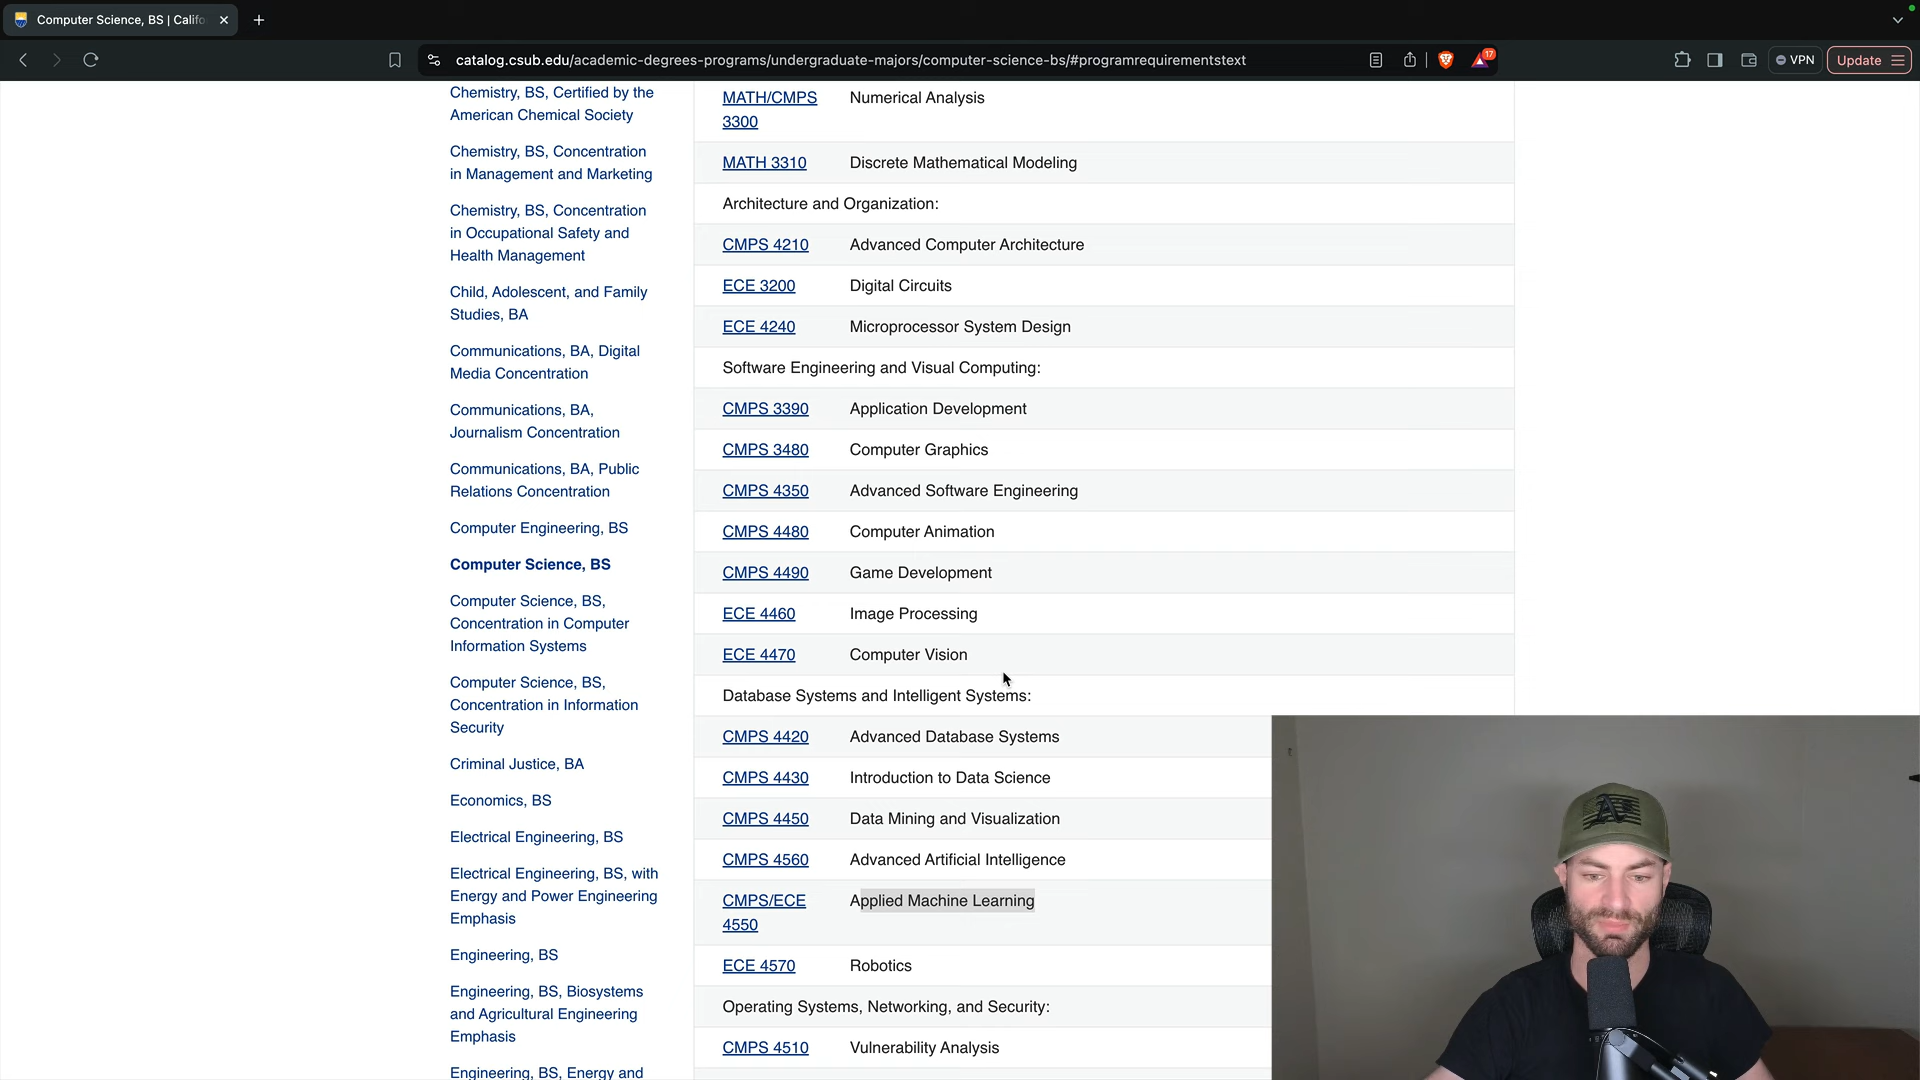 Computer Science, BS | Califo
catalog.csub.edu/academic-degrees-programs/undergraduate-majors/computer-science-bs/#programrequirementstext
17
VPN
Update
Chemistry, BS, Certified by the
American Chemical Society
Chemistry, BS, Concentration
in Management and Marketing
Chemistry, BS, Concentration
in Occupational Safety and
Health Management
Child, Adolescent, and Family
Studies, BA
Communications, BA, Digital
Media Concentration
Communications, BA,
Journalism Concentration
Communications, BA, Public
Relations Concentration
Computer Engineering, BS
Computer Science, BS
Computer Science, BS,
Concentration in Computer
Information Systems
Computer Science, BS,
Concentration in Information
Security
Criminal Justice, BA
Economics, BS
Electrical Engineering, BS
Electrical Engineering, BS, with
Energy and Power Engineering
Emphasis
Engineering, BS
Engineering, BS, Biosystems
and Agricultural Engineering
Emphasis
Engineering, BS, Energy and
MATH/CMPS 3300 Numerical Analysis
MATH 3310 Discrete Mathematical Modeling
Architecture and Organization:
CMPS 4210 Advanced Computer Architecture
ECE 3200 Digital Circuits
ECE 4240 Microprocessor System Design
Software Engineering and Visual Computing:
CMPS 3390 Application Development
CMPS 3480 Computer Graphics
CMPS 4350 Advanced Software Engineering
CMPS 4480 Computer Animation
CMPS 4490 Game Development
ECE 4460 Image Processing
ECE 4470 Computer Vision
Database Systems and Intelligent Systems:
CMPS 4420 Advanced Database Systems
CMPS 4430 Introduction to Data Science
CMPS 4450 Data Mining and Visualization
CMPS 4560 Advanced Artificial Intelligence
CMPS/ECE 4550 Applied Machine Learning
ECE 4570 Robotics
Operating Systems, Networking, and Security:
CMPS 4510 Vulnerability Analysis